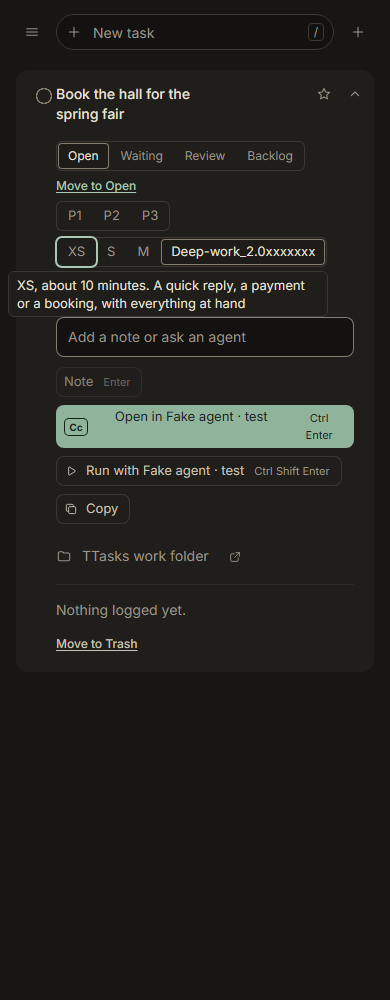 New task /
Book the hall for the
spring fair
Open Waiting Review Backlog
Move to Open
P1 P2 P3
XS S M Deep-work_2.0xxxxxxx
XS, about 10 minutes. A quick reply, a payment
or a booking, with everything at hand
Add a note or ask an agent
Note Enter
Cc Open in Fake agent · test Ctrl
Enter
Run with Fake agent · test Ctrl Shift Enter
Copy
TTasks work folder
Nothing logged yet.
Move to Trash